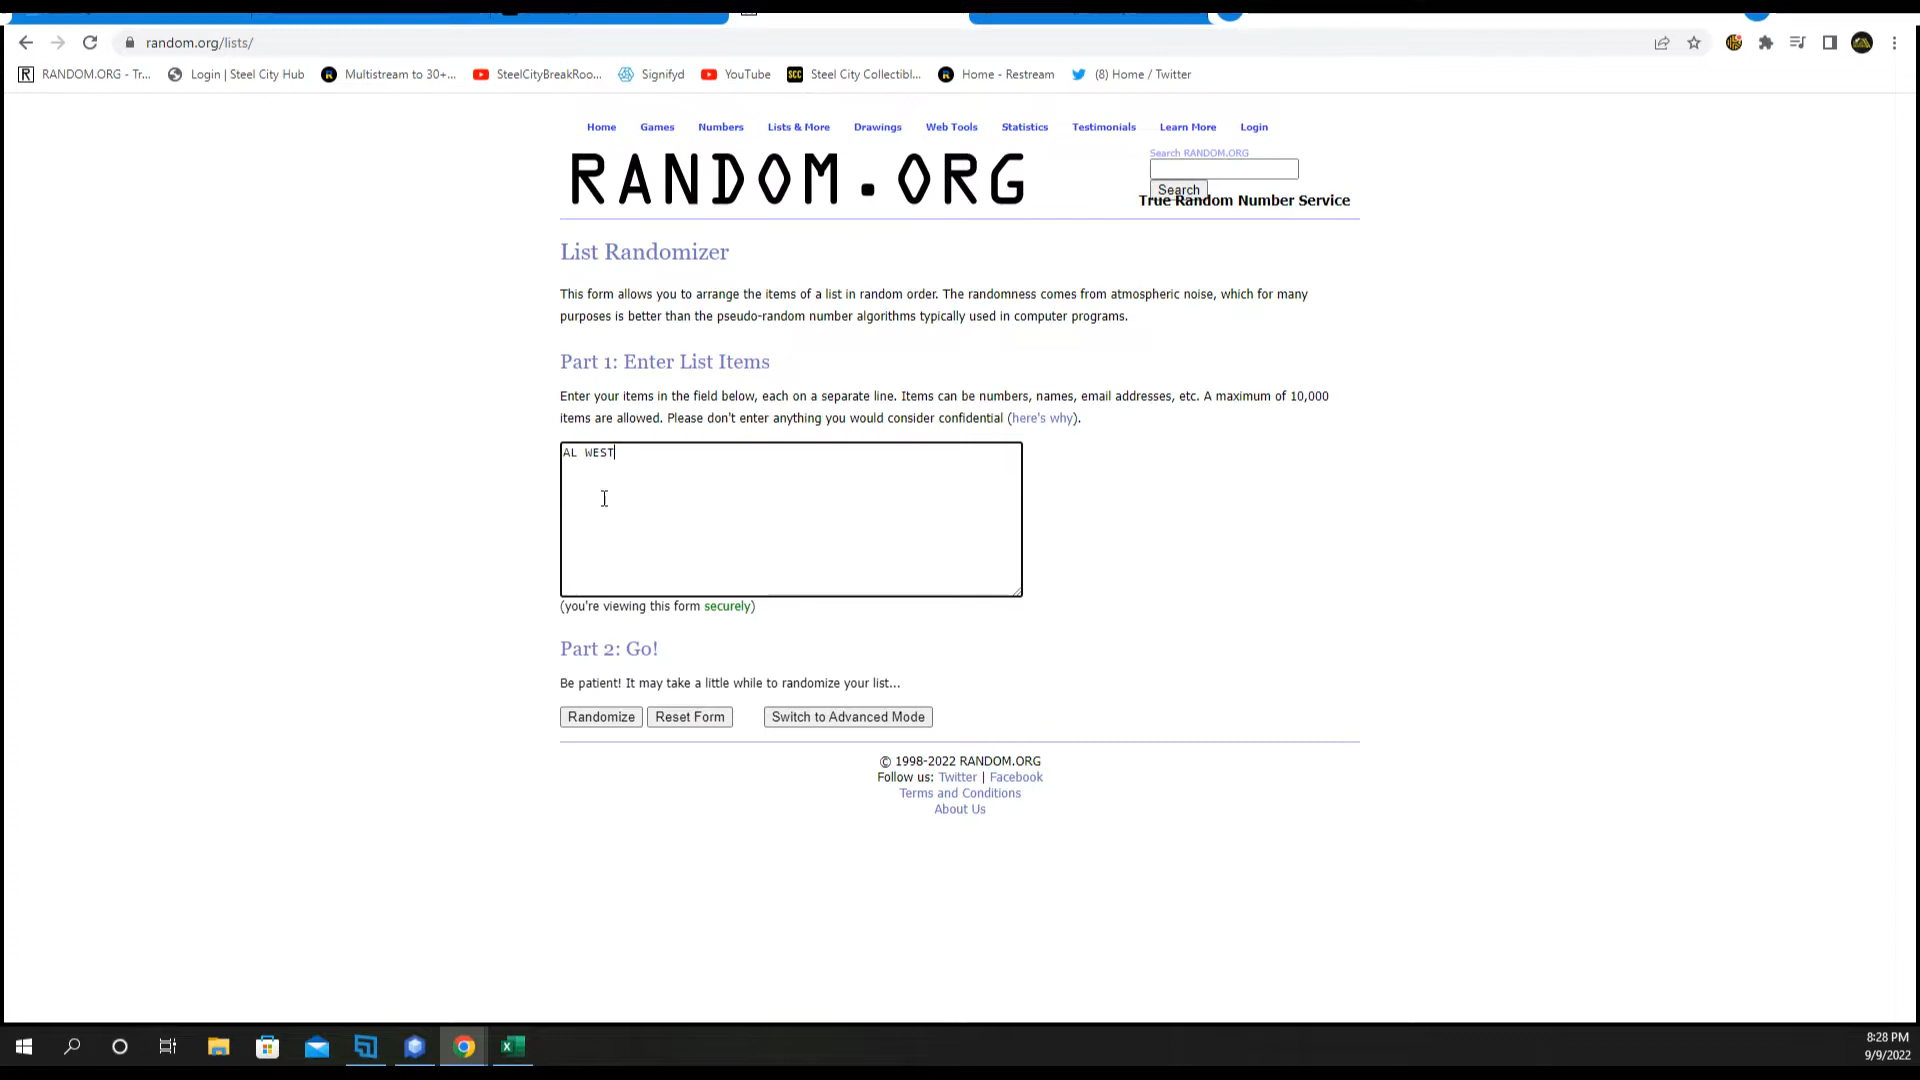 random.org/lists/
RANDOM.ORG - Tr...
Login | Steel City Hub
Multistream to 30+...
SteelCityBreakRoo...
Signifyd
YouTube
SCC
Steel City Collectibl...
Home - Restream
(8) Home / Twitter
Home Games Numbers Lists & More Drawings Web Tools Statistics Testimonials Learn More Login
RANDOM.ORG
Search RANDOM.ORG
Search
True Random Number Service
List Randomizer
This form allows you to arrange the items of a list in random order. The randomness comes from atmospheric noise, which for many
purposes is better than the pseudo-random number algorithms typically used in computer programs.
Part 1: Enter List Items
Enter your items in the field below, each on a separate line. Items can be numbers, names, email addresses, etc. A maximum of 10,000
items are allowed. Please don't enter anything you would consider confidential (here's why).
AL WEST
(you're viewing this form securely)
Part 2: Go!
Be patient! It may take a little while to randomize your list...
Randomize Reset Form Switch to Advanced Mode
© 1998-2022 RANDOM.ORG
Follow us: Twitter | Facebook
Terms and Conditions
About Us
8:28 PM
9/9/2022